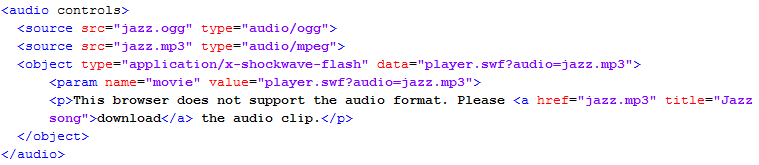 <audio controls>
<source src="jazz.ogg" type="audio/ogg">
<source src="jazz.mp3" type="audio/mpeg">
<object type="application/x-shockwave-flash" data="player.swf?audio=jazz.mp3">
<param name="movie" value="player.swf?audio=jazz.mp3">
<p>This browser does not support the audio format. Please <a href="jazz.mp3" title="Jazz
song">download</a> the audio clip.</p>
</object>
</audio>